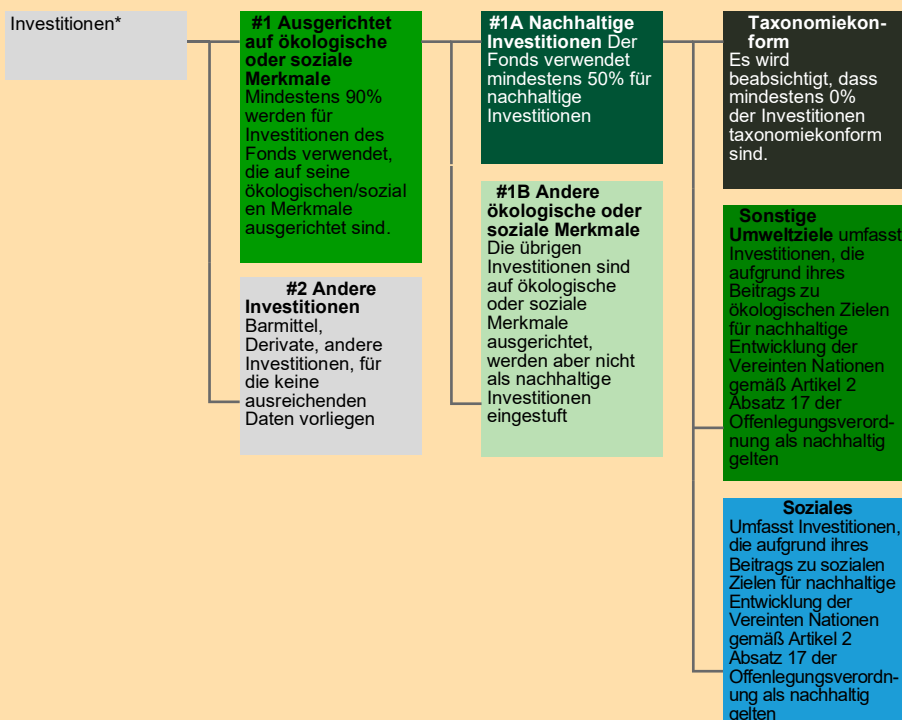 Investitionen*
#1 Ausgerichtet
auf ökologische
oder soziale
Merkmale
Mindestens 90%
werden für
Investitionen des
Fonds verwendet,
die auf seine
ökologischen/sozial
en Merkmale
ausgerichtet sind.
#2 Andere
Investitionen
Barmittel,
Derivate, andere
Investitionen, für
die keine
ausreichenden
Daten vorliegen
#1A Nachhaltige
Investitionen Der
Fonds verwendet
mindestens 50% für
nachhaltige
Investitionen
#1B Andere
ökologische oder
soziale Merkmale
Die übrigen
Investitionen sind
auf ökologische
oder soziale
Merkmale
ausgerichtet,
werden aber nicht
als nachhaltige
Investitionen
eingestuft
Taxonomiekon-
form
Es wird
beabsichtigt, dass
mindestens 0%
der Investitionen
taxonomiekonform
sind.
Sonstige
Umweltziele umfasst
Investitionen, die
aufgrund ihres
Beitrags zu
ökologischen Zielen
für nachhaltige
Entwicklung der
Vereinten Nationen
gemäß Artikel 2
Absatz 17 der
Offenlegungsverord-
nung als nachhaltig
gelten
Soziales
Umfasst Investitionen,
die aufgrund ihres
Beitrags zu sozialen
Zielen für nachhaltige
Entwicklung der
Vereinten Nationen
gemäß Artikel 2
Absatz 17 der
Offenlegungsverordn-
ung als nachhaltig
gelten